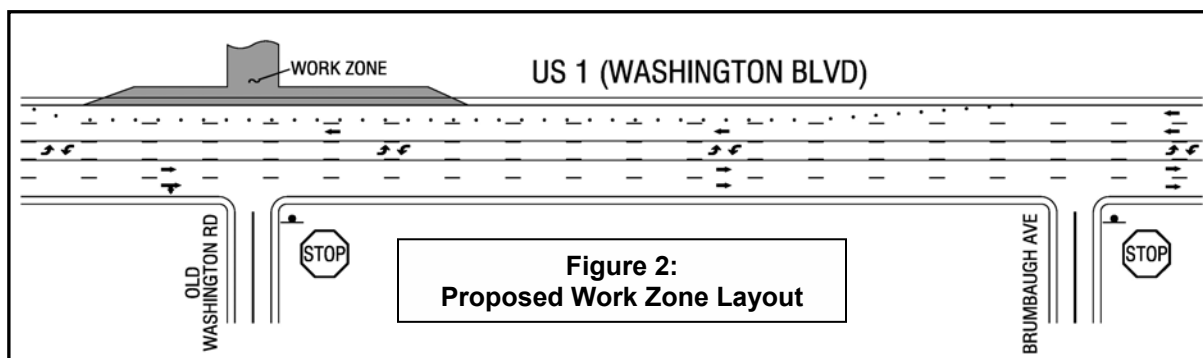 WORK ZONE
US 1 (WASHINGTON BLVD)
OLD
WASHINGTON RD
STOP
Figure 2:
Proposed Work Zone Layout
BRUMBAUGH AVE
STOP